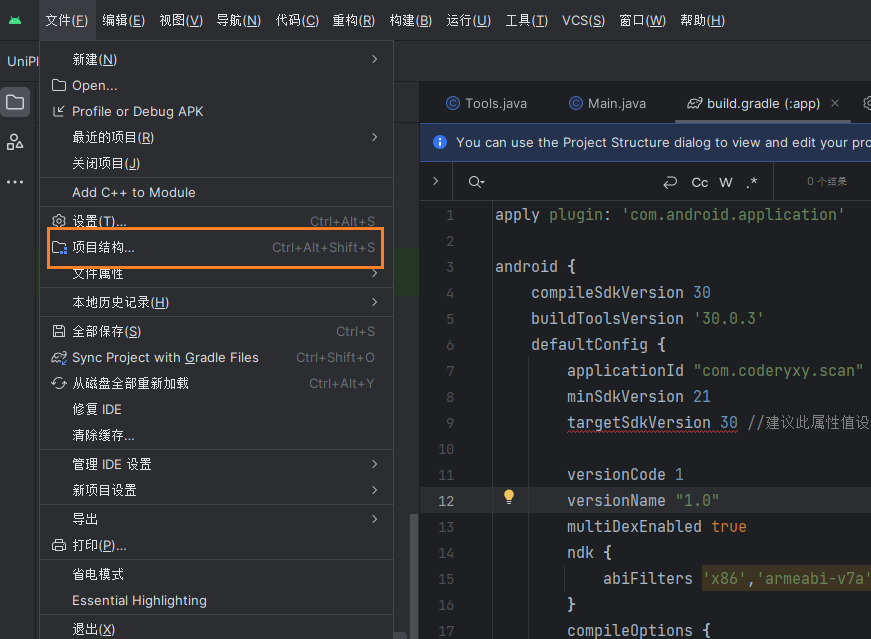 文件(F) 编辑(E) 视图(V) 导航(N) 代码(C) 重构(R) 构建(B) 运行(U) 工具(T) VCS(S) 窗口(W) 帮助(H)
UniPl
新建(N)
Open...
Profile or Debug APK
最近的项目(R)
关闭项目(J)
Add C++ to Module
设置(T)... Ctrl+Alt+S
项目结构... Ctrl+Alt+Shift+S
文件属性
本地历史记录(H)
全部保存(S) Ctrl+S
Sync Project with Gradle Files Ctrl+Shift+O
从磁盘全部重新加载 Ctrl+Alt+Y
修复 IDE
清除缓存...
管理 IDE 设置
新项目设置
导出
打印(P)...
省电模式
Essential Highlighting
退出(X)
Tools.java Main.java build.gradle (:app)
You can use the Project Structure dialog to view and edit your pro
Cc W .* 0 个结果
1 apply plugin: 'com.android.application'
2
3 android {
4 compileSdkVersion 30
5 buildToolsVersion '30.0.3'
6 defaultConfig {
7 applicationId "com.coderyxy.scan"
8 minSdkVersion 21
9 targetSdkVersion 30 //建议此属性值设
10
11 versionCode 1
12 versionName "1.0"
13 multiDexEnabled true
14 ndk {
15 abiFilters 'x86','armeabi-v7a'
16 }
17 compileOptions {